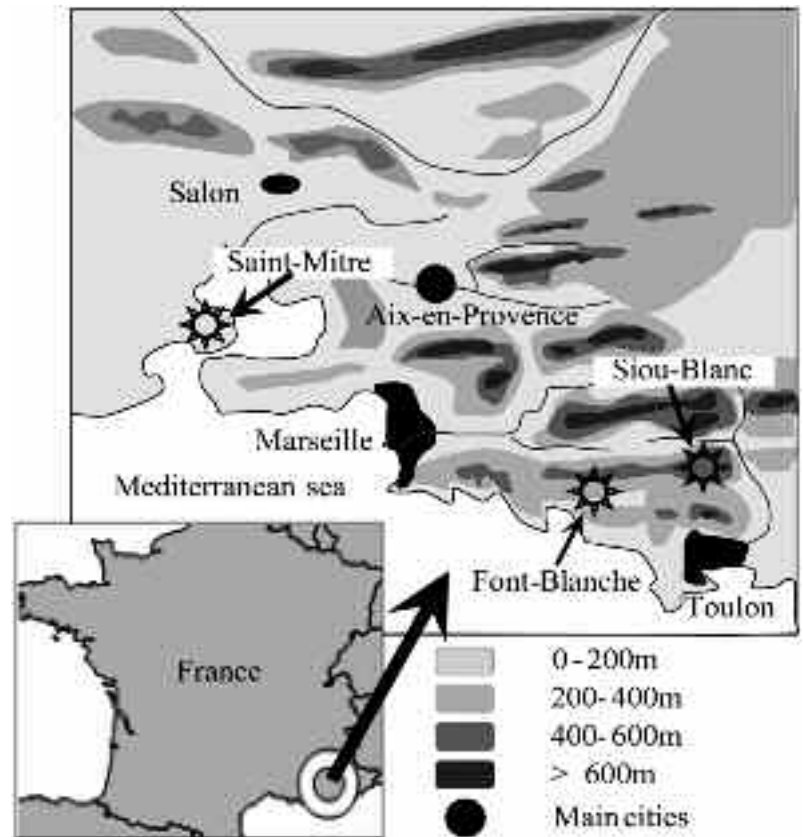 Salon
Saint-Mitre
Aix-en-Provence
Siou-Blanc
Marseille
Mediterranean sea
Font-Blanche
Toulon
France
0-200m
200-400m
400-600m
> 600m
Main cities